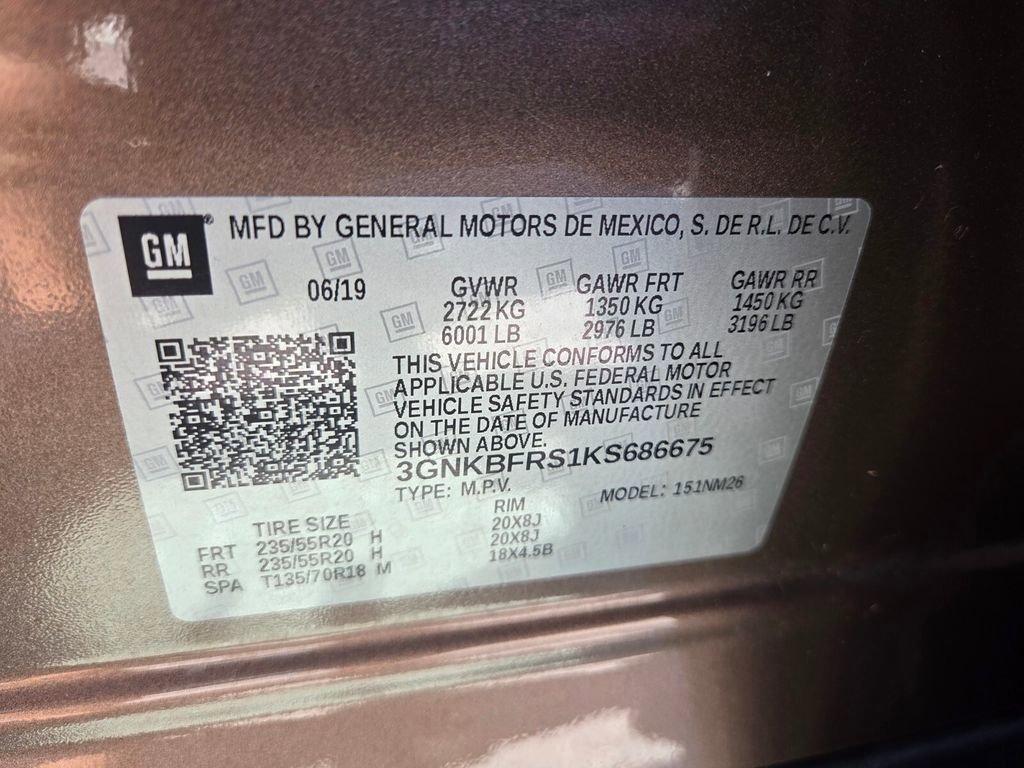 GM® MFD BY GENERAL MOTORS DE MEXICO, S. DE R.L. DE C.V.
06/19 GVWR GAWR FRT GAWR RR
2722 KG 1350 KG 1450 KG
6001 LB 2976 LB 3196 LB
THIS VEHICLE CONFORMS TO ALL
APPLICABLE U.S. FEDERAL MOTOR
VEHICLE SAFETY STANDARDS IN EFFECT
ON THE DATE OF MANUFACTURE
SHOWN ABOVE.
3GNKBFRS1KS686675
TYPE: M.P.V. MODEL: 151NM26
TIRE SIZE RIM
FRT 235/55R20 H 20X8J
RR 235/55R20 H 20X8J
SPA T135/70R18 M 18X4.5B